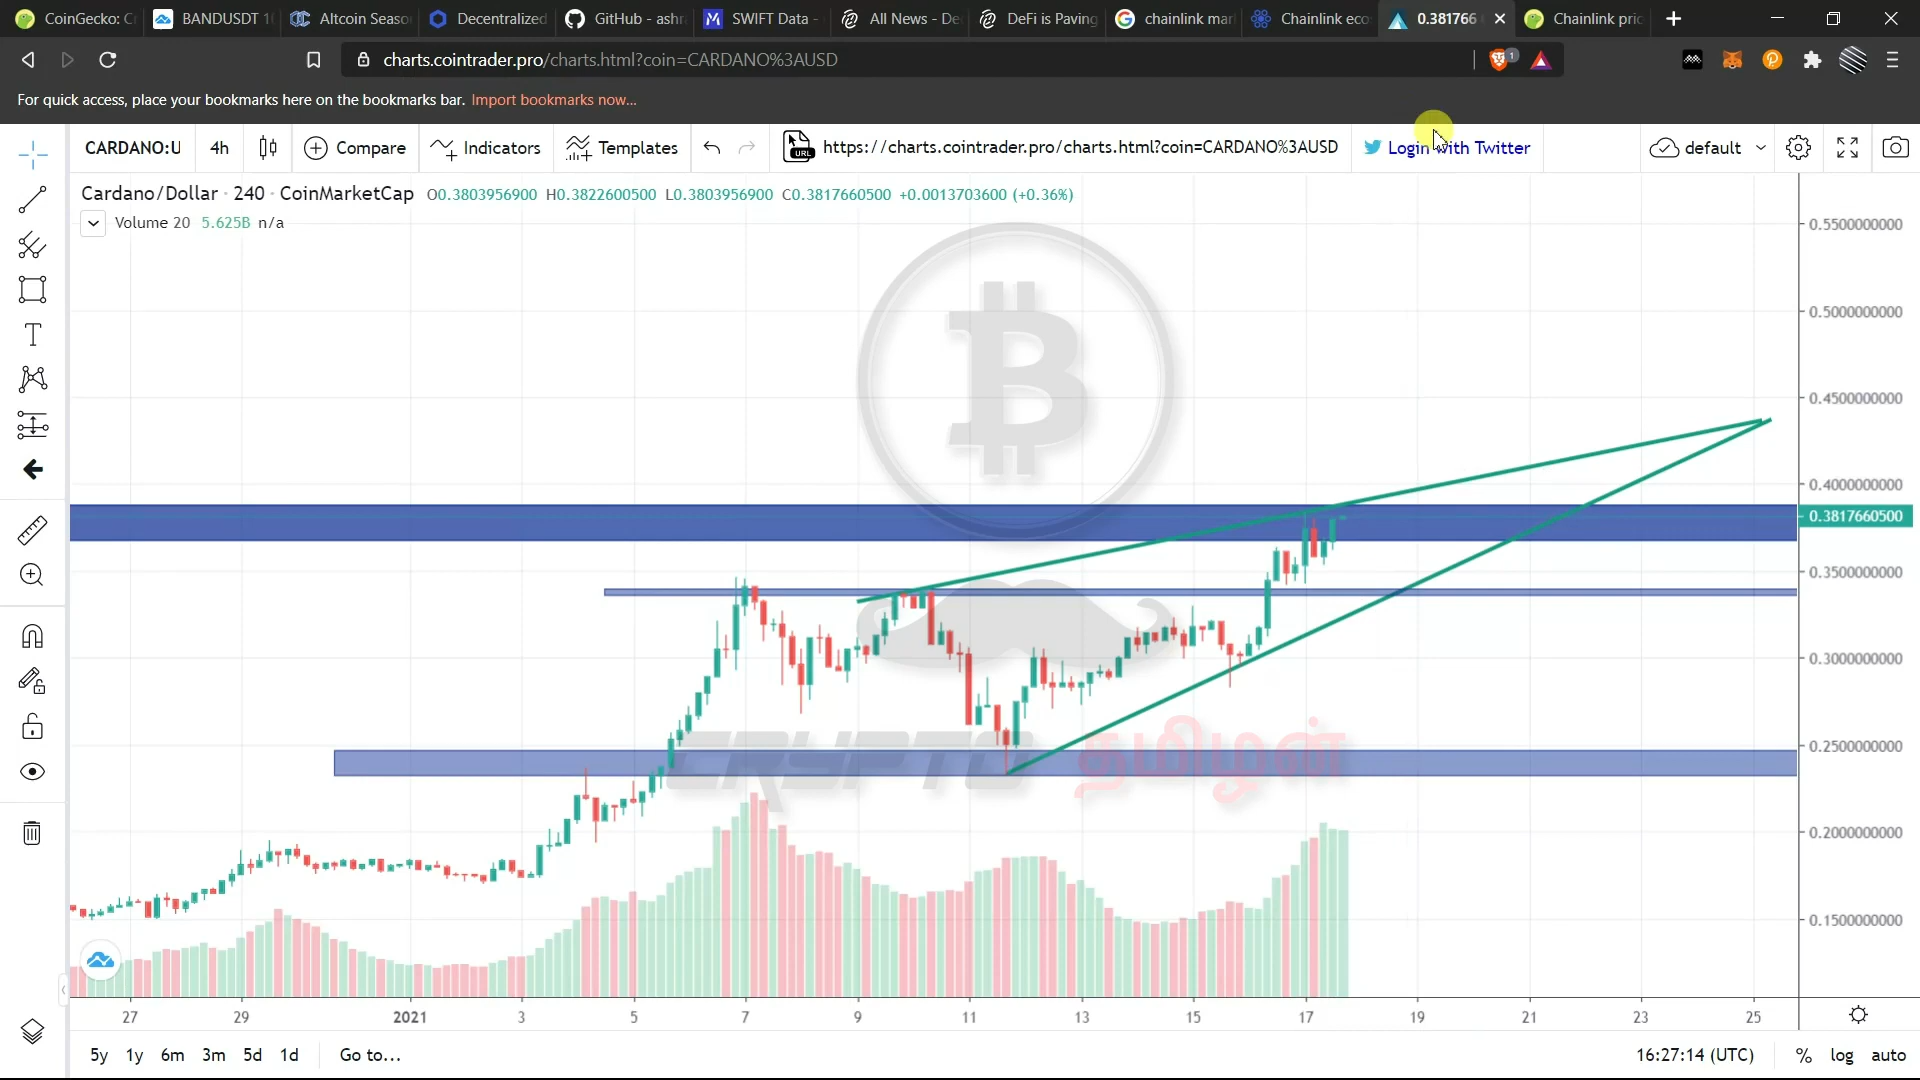 CoinGecko: Cr
BANDUSDT 1(
Altcoin Seaso
Decentralized
GitHub - ashr
SWIFT Data -
All News - De
DeFi is Paving
chainlink mar
Chainlink eco
0.381766
Chainlink pric
charts.cointrader.pro/charts.html?coin=CARDANO%3AUSD
1
For quick access, place your bookmarks here on the bookmarks bar. Import bookmarks now...
CARDANO:U
4h
Compare
Indicators
Templates
URL
https://charts.cointrader.pro/charts.html?coin=CARDANO%3AUSD
Login with Twitter
default
Cardano/Dollar · 240 · CoinMarketCap O0.3803956900 H0.3822600500 L0.3803956900 C0.3817660500 +0.0013703600 (+0.36%)
Volume 20 5.625B n/a
0.5500000000
0.5000000000
0.4500000000
0.4000000000
0.3817660500
0.3500000000
0.3000000000
0.2500000000
0.2000000000
0.1500000000
CRYPTO தமிழன்
27 29 2021 3 5 7 9 11 13 15 17 19 21 23 25
5y 1y 6m 3m 5d 1d Go to... 16:27:14 (UTC) % log auto